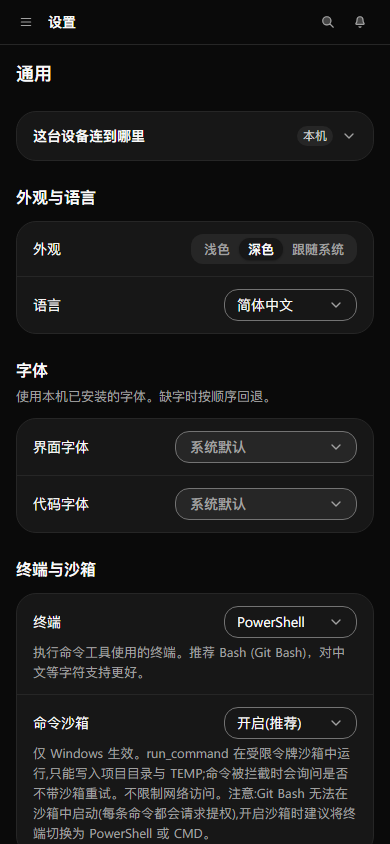 设置
通用
这台设备连到哪里 本机
外观与语言
外观 浅色 深色 跟随系统
语言 简体中文
字体
使用本机已安装的字体。缺字时按顺序回退。
界面字体 系统默认
代码字体 系统默认
终端与沙箱
终端 PowerShell
执行命令工具使用的终端。推荐 Bash (Git Bash)，对中
文等字符支持更好。
命令沙箱 开启(推荐)
仅 Windows 生效。run_command 在受限令牌沙箱中运
行,只能写入项目目录与 TEMP;命令被拦截时会询问是否
不带沙箱重试。不限制网络访问。注意:Git Bash 无法在
沙箱中启动(每条命令都会请求提权),开启沙箱时建议将终
端切换为 PowerShell 或 CMD。